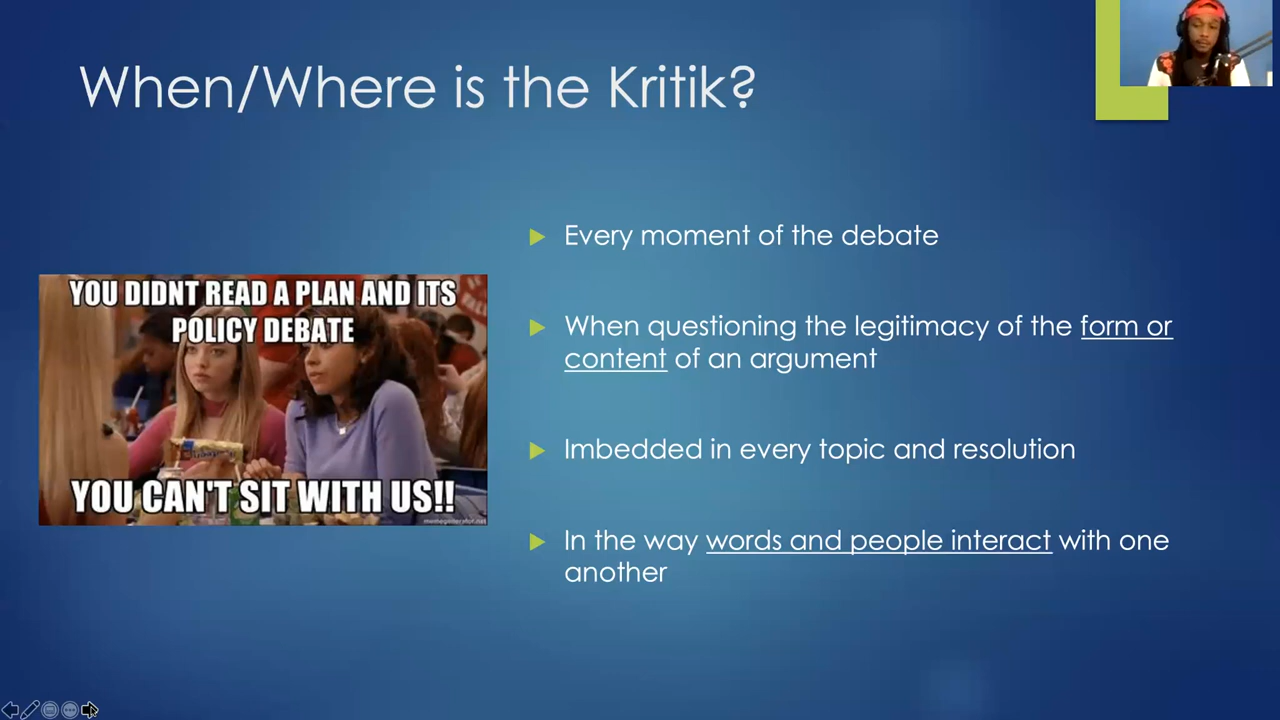 When/Where is the Kritik?
YOU DIDNT READ A PLAN AND ITS
POLICY DEBATE
YOU CAN'T SIT WITH US!!
memegenerator.net
Every moment of the debate
When questioning the legitimacy of the form or
content of an argument
Imbedded in every topic and resolution
In the way words and people interact with one
another